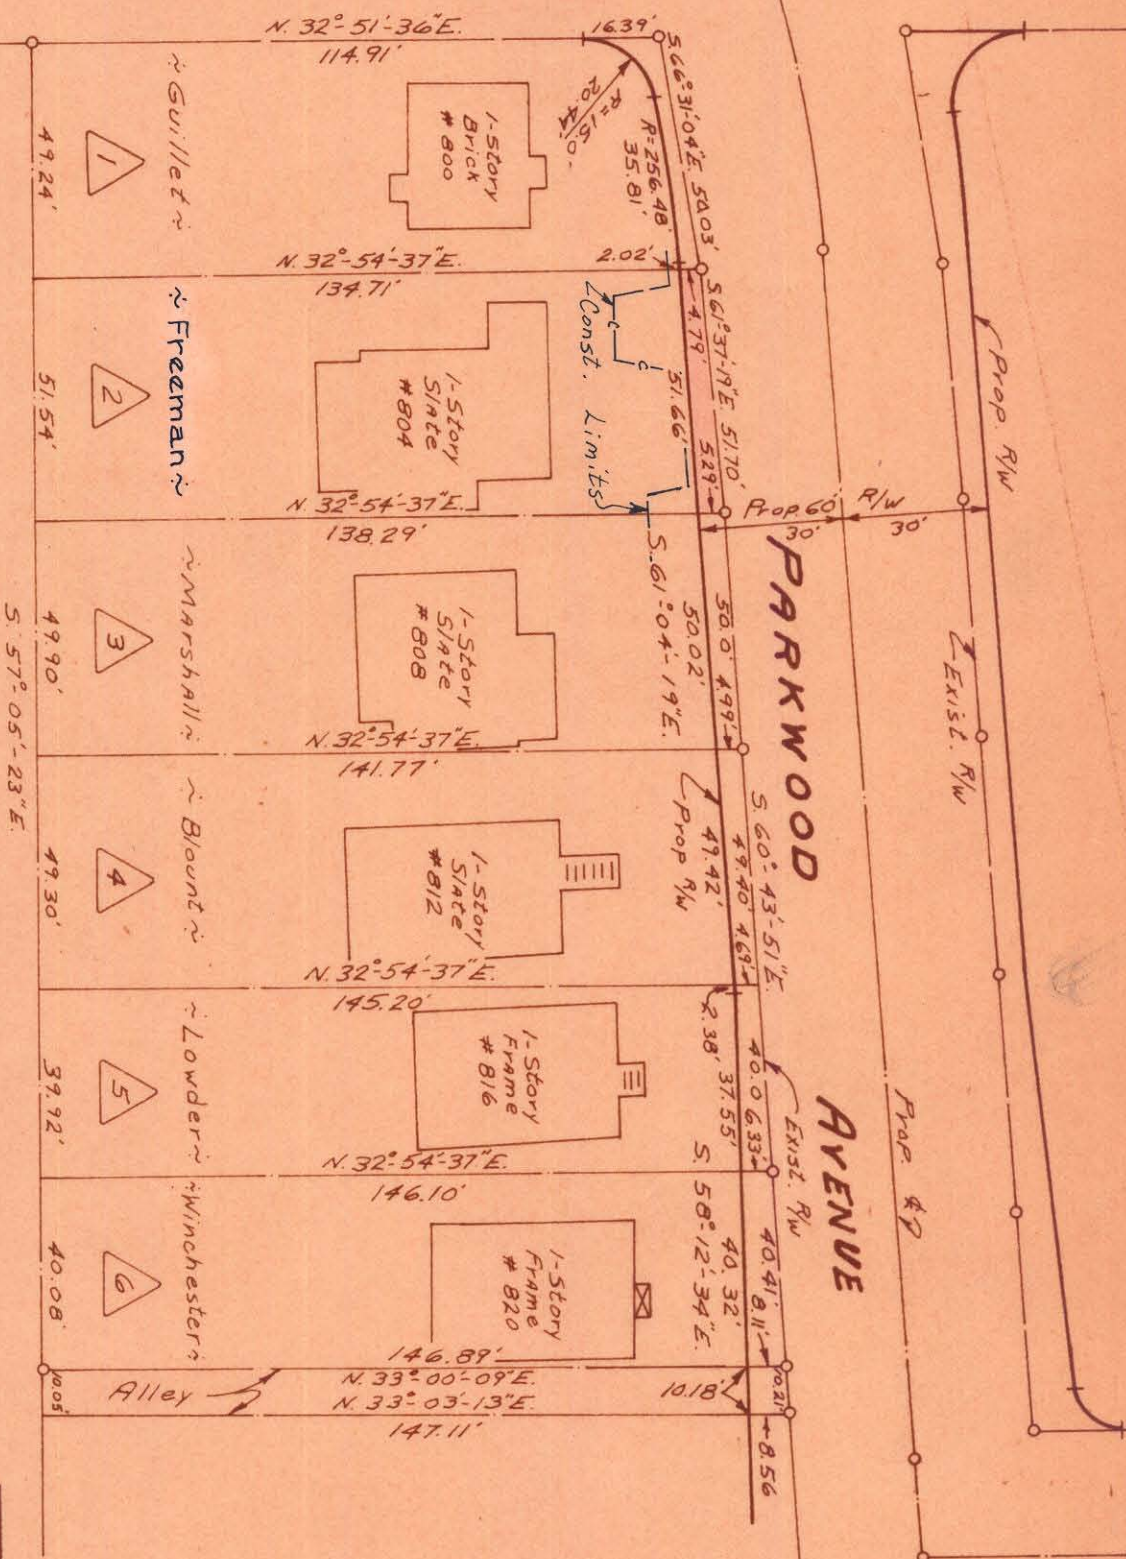 N. 32°-51'-36"E.
114.91'
16.39'
S.66°-31'-04"E. 50.03'
R=15.0'
20.44'
R=256.48'
35.81'
~Guillet~
1
49.24'
1-Story
Brick
#800
N. 32°-54'-37"E.
134.71'
2.02'
S.61°-37'-19"E. 51.70'
4.79'
51.66'
5.29'
Const. Limits
C
C
~Freeman~
2
51.54'
1-Story
Slate
#804
N. 32°-54'-37"E.
138.29'
Prop. 60' R/W
30'
30'
Prop. R/W
Exist. R/W
PARKWOOD
AVENUE
50.0' 4.99'
50.02'
S. 61°-04'-19"E.
~Marshall~
3
49.90'
S. 57°-05'-23"E.
1-Story
Slate
#808
N. 32°-54'-37"E.
141.77'
S. 60°-43'-51"E.
49.40' 4.69'
49.42'
Prop R/W
~Blount~
4
49.30'
1-Story
Slate
#812
N. 32°-54'-37"E.
145.20'
40.0 6.33'
2.38' 37.55'
Exist. R/W
Prop. ℄
~Lowder~
5
39.92'
1-Story
Frame
#816
N. 32°-54'-37"E.
146.10'
40.41' 8.11'
40.32'
S. 58°-12'-34"E.
~Winchester~
6
40.08'
1-Story
Frame
#820
146.89'
N. 33°-00'-09"E.
N. 33°-03'-13"E.
147.11'
Alley
10.05'
10.18'
10.21'
8.56